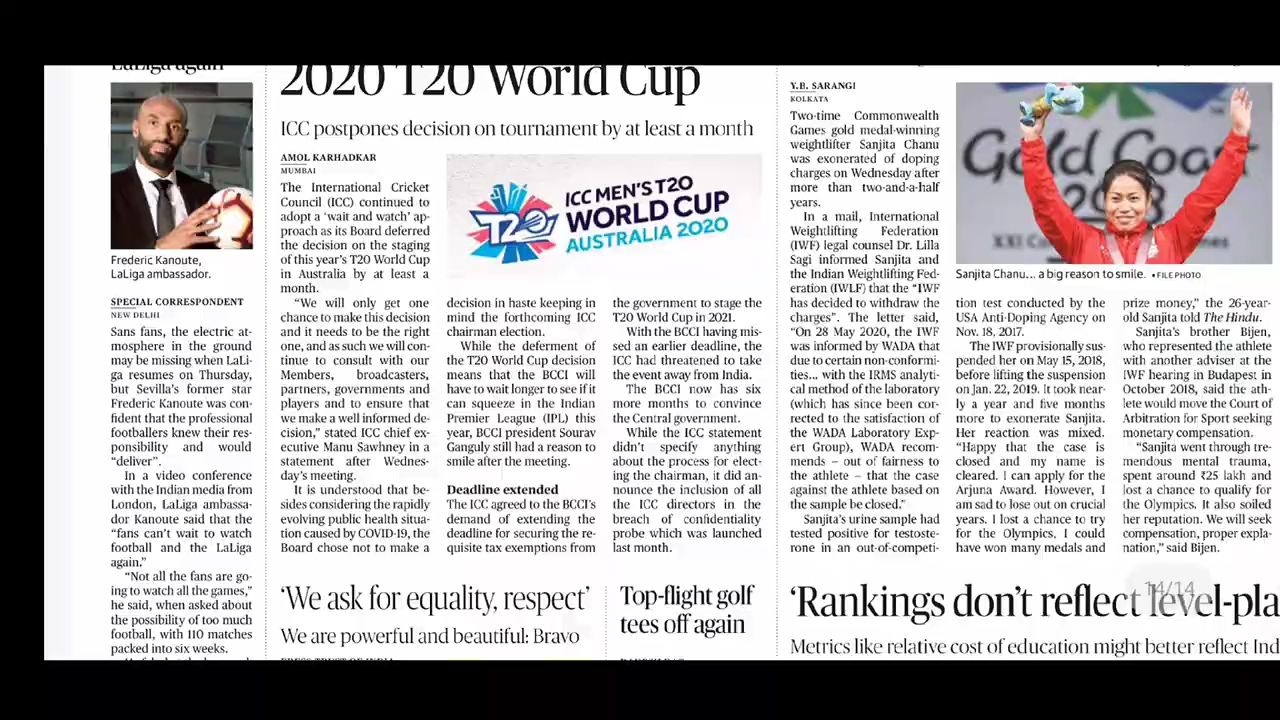 LaLiga again
Frederic Kanoute,
LaLiga ambassador.
SPECIAL CORRESPONDENT
NEW DELHI
Sans fans, the electric at-
mosphere in the ground
may be missing when LaLi-
ga resumes on Thursday,
but Sevilla's former star
Frederic Kanoute was con-
fident that the professional
footballers knew their res-
ponsibility and would
“deliver”.
In a video conference
with the Indian media from
London, LaLiga ambassa-
dor Kanoute said that the
“fans can't wait to watch
football and the LaLiga
again.”
“Not all the fans are go-
ing to watch all the games,”
he said, when asked about
the possibility of too much
football, with 110 matches
packed into six weeks.
2020 T20 World Cup
ICC postpones decision on tournament by at least a month
AMOL KARHADKAR
MUMBAI
The International Cricket
Council (ICC) continued to
adopt a ‘wait and watch’ ap-
proach as its Board deferred
the decision on the staging
of this year's T20 World Cup
in Australia by at least a
month.
“We will only get one
chance to make this decision
and it needs to be the right
one, and as such we will con-
tinue to consult with our
Members, broadcasters,
partners, governments and
players and to ensure that
we make a well informed de-
cision,” stated ICC chief ex-
ecutive Manu Sawhney in a
statement after Wednes-
day's meeting.
It is understood that be-
sides considering the rapidly
evolving public health situa-
tion caused by COVID-19, the
Board chose not to make a
T20
ICC MEN'S T20
WORLD CUP
AUSTRALIA 2020
decision in haste keeping in
mind the forthcoming ICC
chairman election.
While the deferment of
the T20 World Cup decision
means that the BCCI will
have to wait longer to see if it
can squeeze in the Indian
Premier League (IPL) this
year, BCCI president Sourav
Ganguly still had a reason to
smile after the meeting.
Deadline extended
The ICC agreed to the BCCI's
demand of extending the
deadline for securing the re-
quisite tax exemptions from
the government to stage the
T20 World Cup in 2021.
With the BCCI having mis-
sed an earlier deadline, the
ICC had threatened to take
the event away from India.
The BCCI now has six
more months to convince
the Central government.
While the ICC statement
didn't specify anything
about the process for elect-
ing the chairman, it did an-
nounce the inclusion of all
the ICC directors in the
breach of confidentiality
probe which was launched
last month.
Y.B. SARANGI
KOLKATA
Two-time Commonwealth
Games gold medal-winning
weightlifter Sanjita Chanu
was exonerated of doping
charges on Wednesday after
more than two-and-a-half
years.
In a mail, International
Weightlifting Federation
(IWF) legal counsel Dr. Lilla
Sagi informed Sanjita and
the Indian Weightlifting Fed-
eration (IWLF) that the “IWF
has decided to withdraw the
charges”. The letter said,
“On 28 May 2020, the IWF
was informed by WADA that
due to certain non-conformi-
ties... with the IRMS analyti-
cal method of the laboratory
(which has since been cor-
rected to the satisfaction of
the WADA Laboratory Exp-
ert Group), WADA recom-
mends – out of fairness to
the athlete – that the case
against the athlete based on
the sample be closed.”
Sanjita's urine sample had
tested positive for testoste-
rone in an out-of-competi-
Gold Coast
2018
XXI Com
mes
Sanjita Chanu... a big reason to smile. •FILE PHOTO
tion test conducted by the
USA Anti-Doping Agency on
Nov. 18, 2017.
The IWF provisionally sus-
pended her on May 15, 2018,
before lifting the suspension
on Jan. 22, 2019. It took near-
ly a year and five months
more to exonerate Sanjita.
Her reaction was mixed.
“Happy that the case is
closed and my name is
cleared. I can apply for the
Arjuna Award. However, I
am sad to lose out on crucial
years. I lost a chance to try
for the Olympics, I could
have won many medals and
prize money,” the 26-year-
old Sanjita told The Hindu.
Sanjita's brother Bijen,
who represented the athlete
with another adviser at the
IWF hearing in Budapest in
October 2018, said the ath-
lete would move the Court of
Arbitration for Sport seeking
monetary compensation.
“Sanjita went through tre-
mendous mental trauma,
spent around ₹25 lakh and
lost a chance to qualify for
the Olympics. It also soiled
her reputation. We will seek
compensation, proper expla-
nation,” said Bijen.
‘We ask for equality, respect’
We are powerful and beautiful: Bravo
PRESS TRUST OF INDIA
Top-flight golf
tees off again
14/14
‘Rankings don't reflect level-pla
Metrics like relative cost of education might better reflect Ind